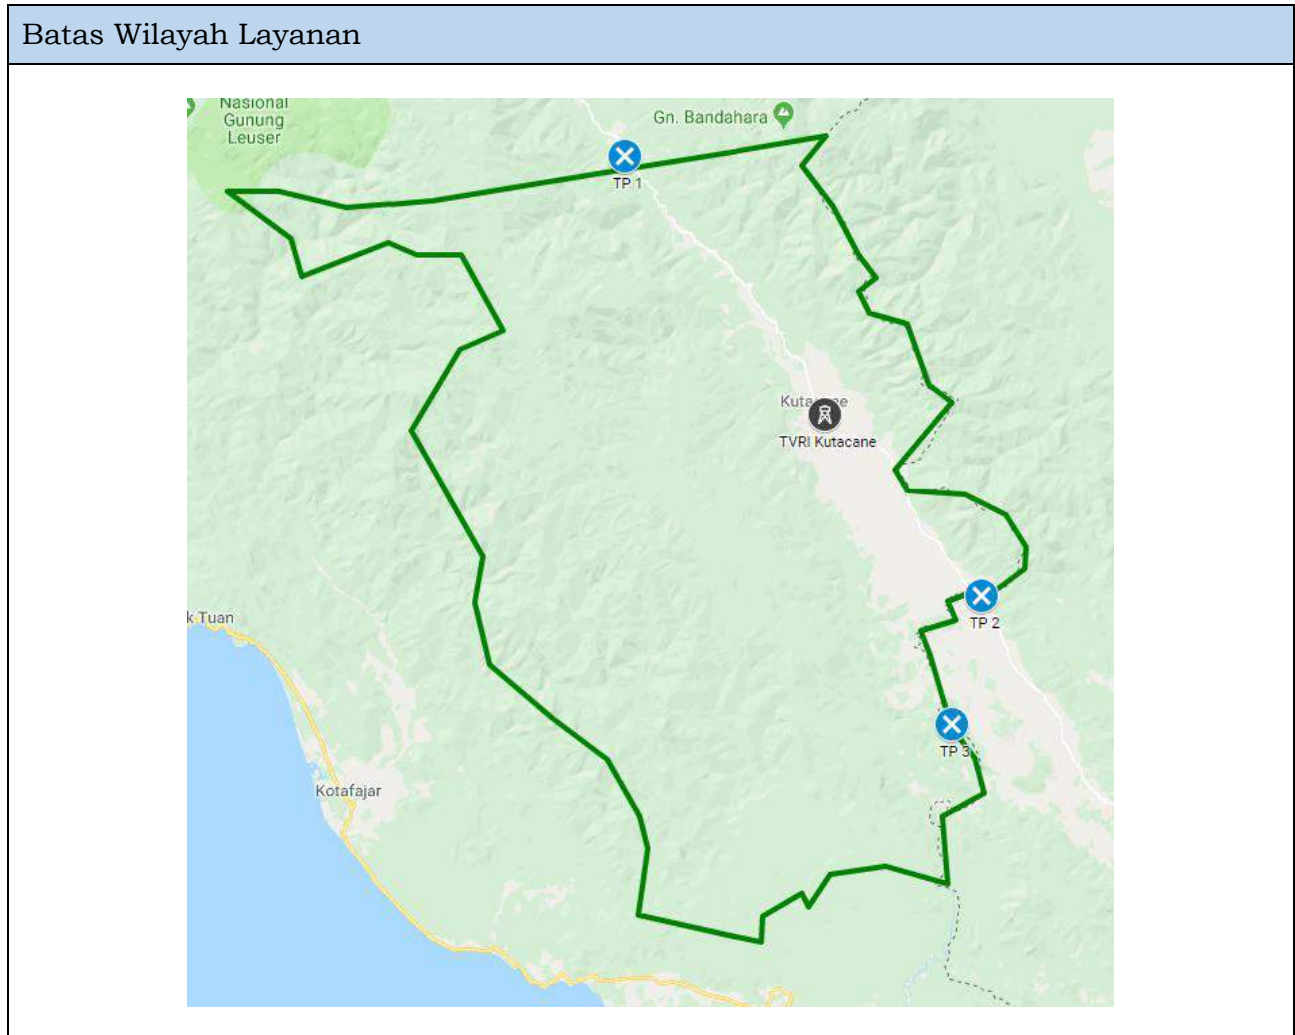 Batas Wilayah Layanan
Nasional
Gunung
Leuser
Gn. Bandahara
TP 1
TVRI Kutacane
TP 2
k Tuan
TP 3
Kotafajar